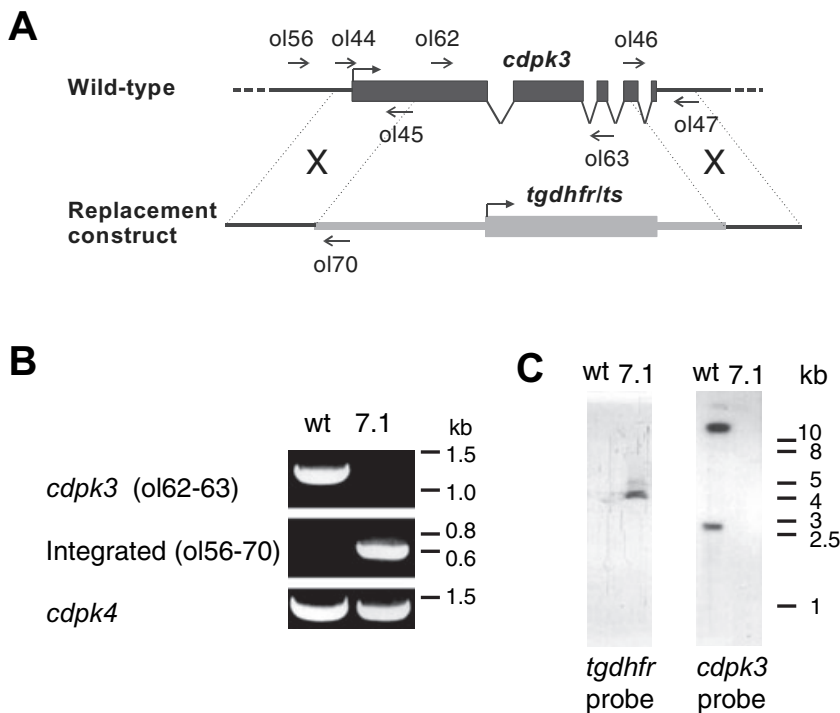 A
ol56 ol44 ol62 cdpk3 ol46
Wild-type
ol45 ol63 ol47
X X
Replacement
construct
tgdhfr/ts
ol70
B
wt 7.1 kb
cdpk3 (ol62-63)
1.5
1.0
Integrated (ol56-70)
0.8
0.6
cdpk4
1.5
C
wt 7.1 wt 7.1 kb
10
8
5
4
3
2.5
1
tgdhfr
probe
cdpk3
probe